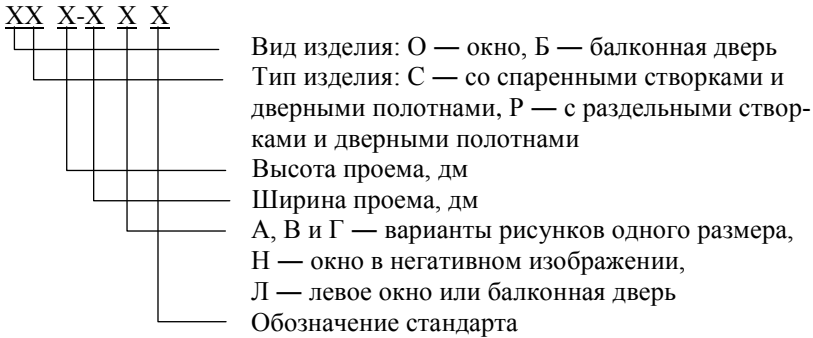 XX X-X X X
Вид изделия: О — окно, Б — балконная дверь
Тип изделия: С — со спаренными створками и
дверными полотнами, Р — с раздельными створ-
ками и дверными полотнами
Высота проема, дм
Ширина проема, дм
А, В и Г — варианты рисунков одного размера,
Н — окно в негативном изображении,
Л — левое окно или балконная дверь
Обозначение стандарта